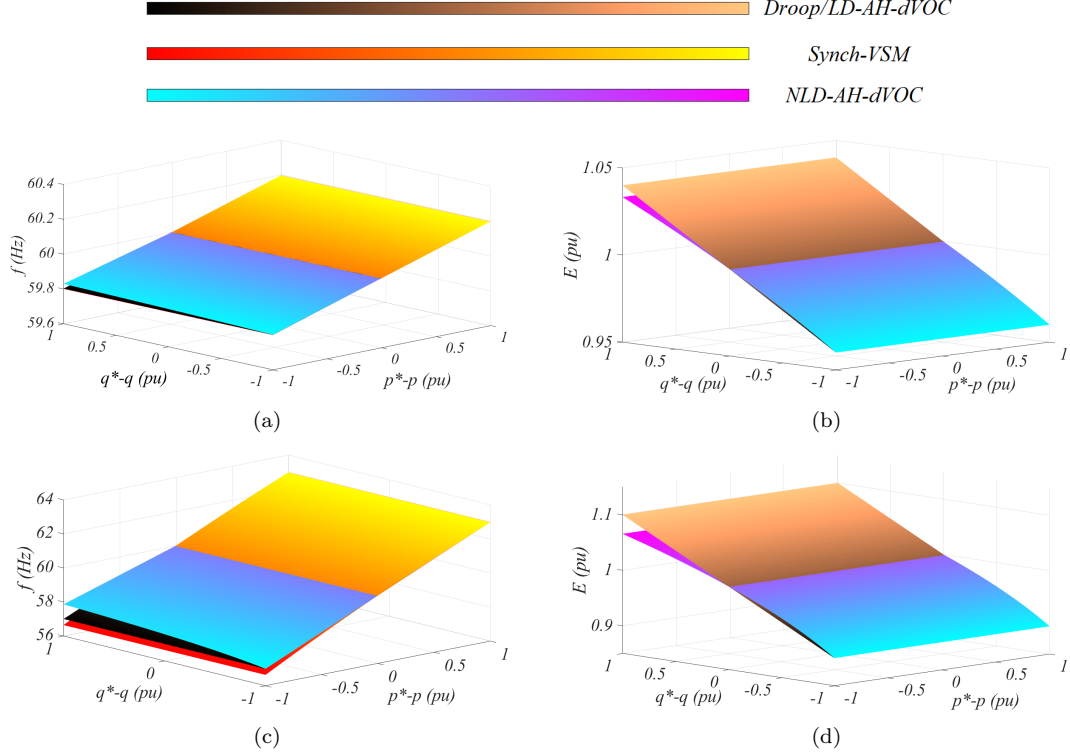 Droop/LD-AH-dVOC
Synch-VSM
NLD-AH-dVOC
60.4
60.2
60
59.8
59.6
f (Hz)
1
0.5
0
-0.5
-1
q*-q (pu)
-1
-0.5
0
0.5
1
p*-p (pu)
(a)
1.05
1
0.95
E (pu)
1
0.5
0
-0.5
-1
q*-q (pu)
-1
-0.5
0
0.5
1
p*-p (pu)
(b)
64
62
60
58
56
f (Hz)
1
0
-1
q*-q (pu)
-1
-0.5
0
0.5
1
p*-p (pu)
(c)
1.1
1
0.9
E (pu)
1
0.5
0
-0.5
-1
q*-q (pu)
-1
-0.5
0
0.5
1
p*-p (pu)
(d)